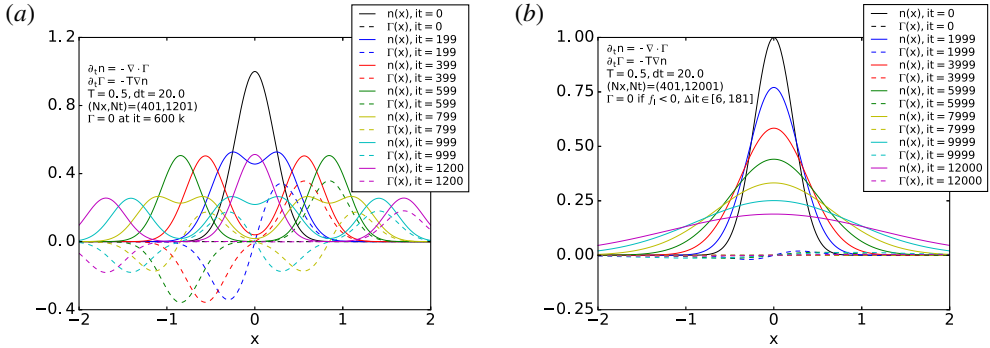 (a)
1.2
0.8
0.4
0.0
−0.4
−2
−1
0
1
2
x
∂ₜn = -∇·Γ
∂ₜΓ = -T∇n
T = 0.5, dt = 20.0
(Nx,Nt)=(401,1201)
Γ = 0 at it = 600 k
n(x), it = 0
Γ(x), it = 0
n(x), it = 199
Γ(x), it = 199
n(x), it = 399
Γ(x), it = 399
n(x), it = 599
Γ(x), it = 599
n(x), it = 799
Γ(x), it = 799
n(x), it = 999
Γ(x), it = 999
n(x), it = 1200
Γ(x), it = 1200
(b)
1.00
0.75
0.50
0.25
0.00
−0.25
−2
−1
0
1
2
x
∂ₜn = -∇·Γ
∂ₜΓ = -T∇n
T = 0.5, dt = 20.0
(Nx,Nt)=(401,12001)
Γ = 0 if fₗ < 0, Δit∈[6, 181]
n(x), it = 0
Γ(x), it = 0
n(x), it = 1999
Γ(x), it = 1999
n(x), it = 3999
Γ(x), it = 3999
n(x), it = 5999
Γ(x), it = 5999
n(x), it = 7999
Γ(x), it = 7999
n(x), it = 9999
Γ(x), it = 9999
n(x), it = 12000
Γ(x), it = 12000